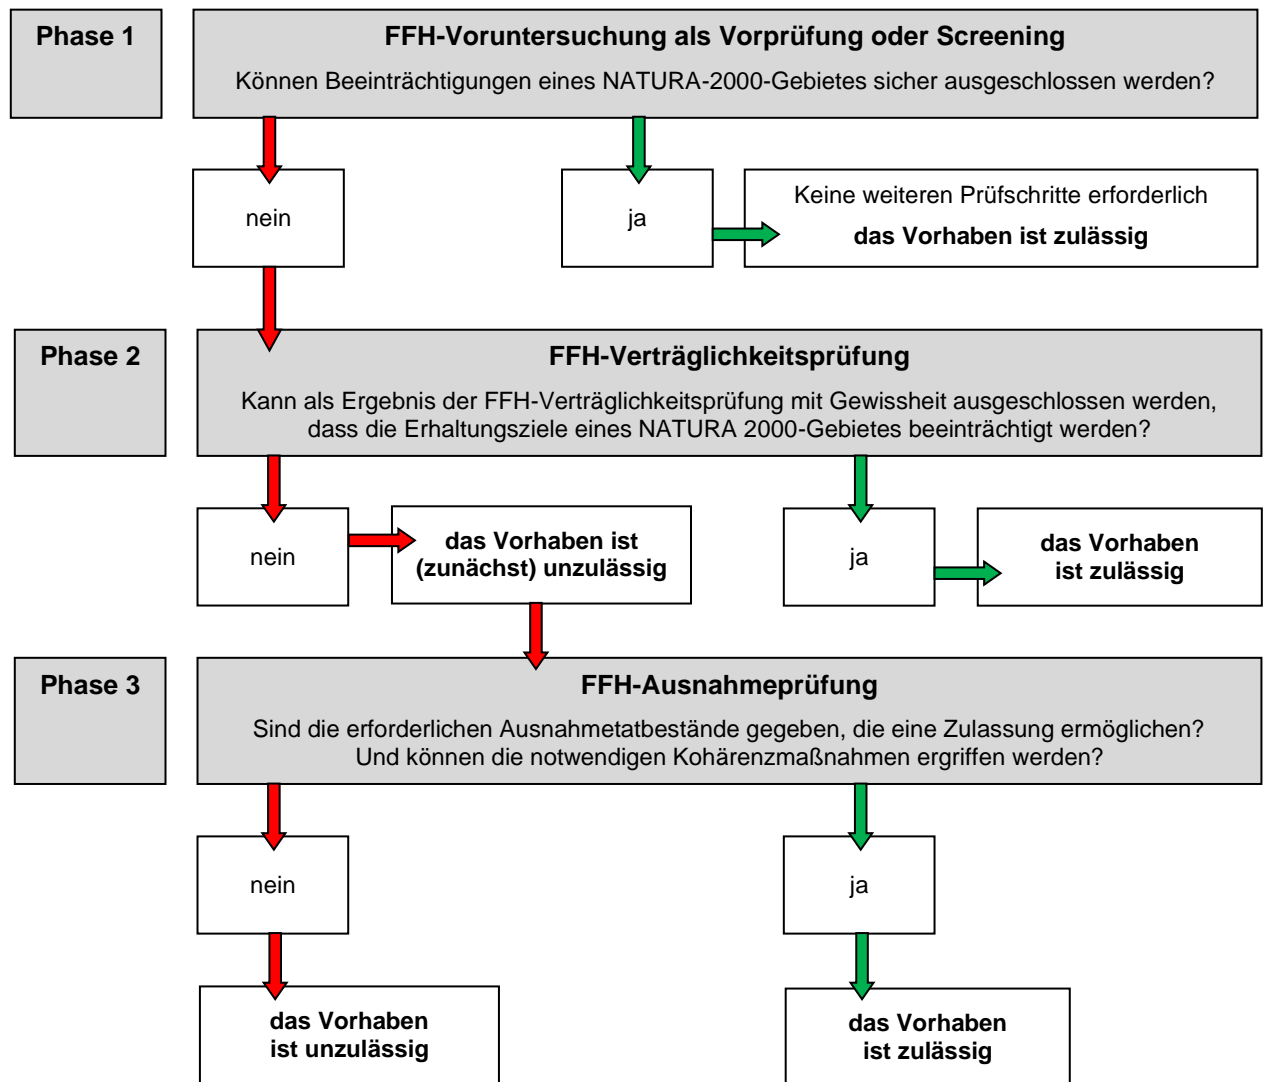 Phase 1
FFH-Voruntersuchung als Vorprüfung oder Screening
Können Beeinträchtigungen eines NATURA-2000-Gebietes sicher ausgeschlossen werden?
nein
ja
Keine weiteren Prüfschritte erforderlich
das Vorhaben ist zulässig
Phase 2
FFH-Verträglichkeitsprüfung
Kann als Ergebnis der FFH-Verträglichkeitsprüfung mit Gewissheit ausgeschlossen werden,
dass die Erhaltungsziele eines NATURA 2000-Gebietes beeinträchtigt werden?
nein
das Vorhaben ist
(zunächst) unzulässig
ja
das Vorhaben
ist zulässig
Phase 3
FFH-Ausnahmeprüfung
Sind die erforderlichen Ausnahmetatbestände gegeben, die eine Zulassung ermöglichen?
Und können die notwendigen Kohärenzmaßnahmen ergriffen werden?
nein
ja
das Vorhaben
ist unzulässig
das Vorhaben
ist zulässig